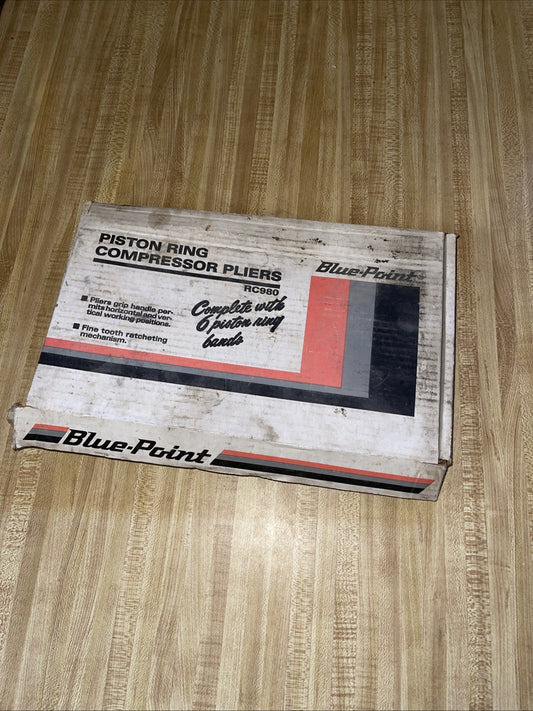 PISTON RING
COMPRESSOR PLIERS
RC980
Blue-Point
Pliers grip handle per-
mits horizontal and ver-
tical working positions.
Fine tooth ratcheting
mechanism.
Complete with
6 piston ring
bands
Blue-Point